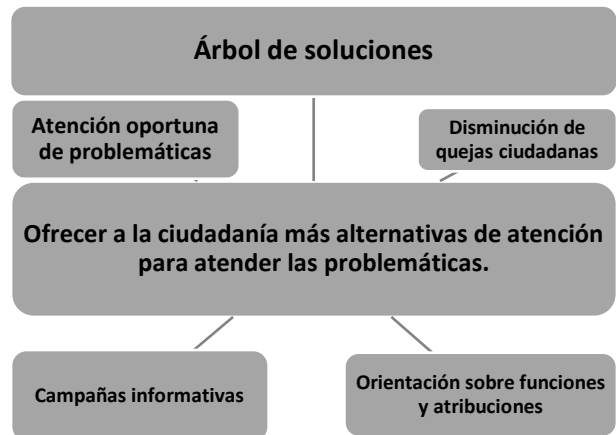 Árbol de soluciones
Atención oportuna
de problemáticas
Disminución de
quejas ciudadanas
Ofrecer a la ciudadanía más alternativas de atención
para atender las problemáticas.
Campañas informativas
Orientación sobre funciones
y atribuciones